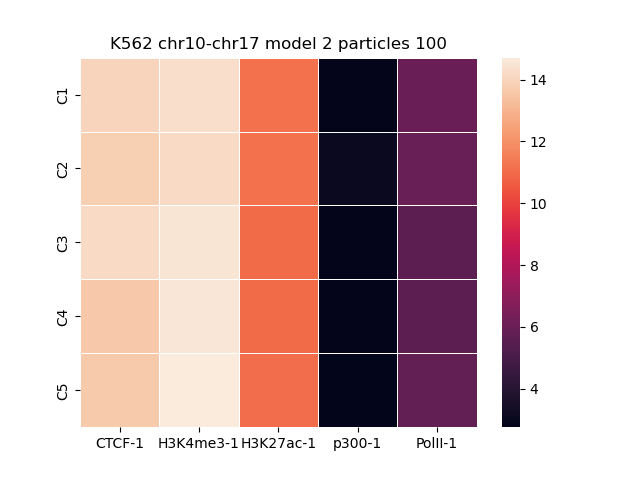 K562 chr10-chr17 model 2 particles 100
C1
C2
C3
C4
C5
CTCF-1 H3K4me3-1 H3K27ac-1 p300-1 PolII-1
14
12
10
8
6
4